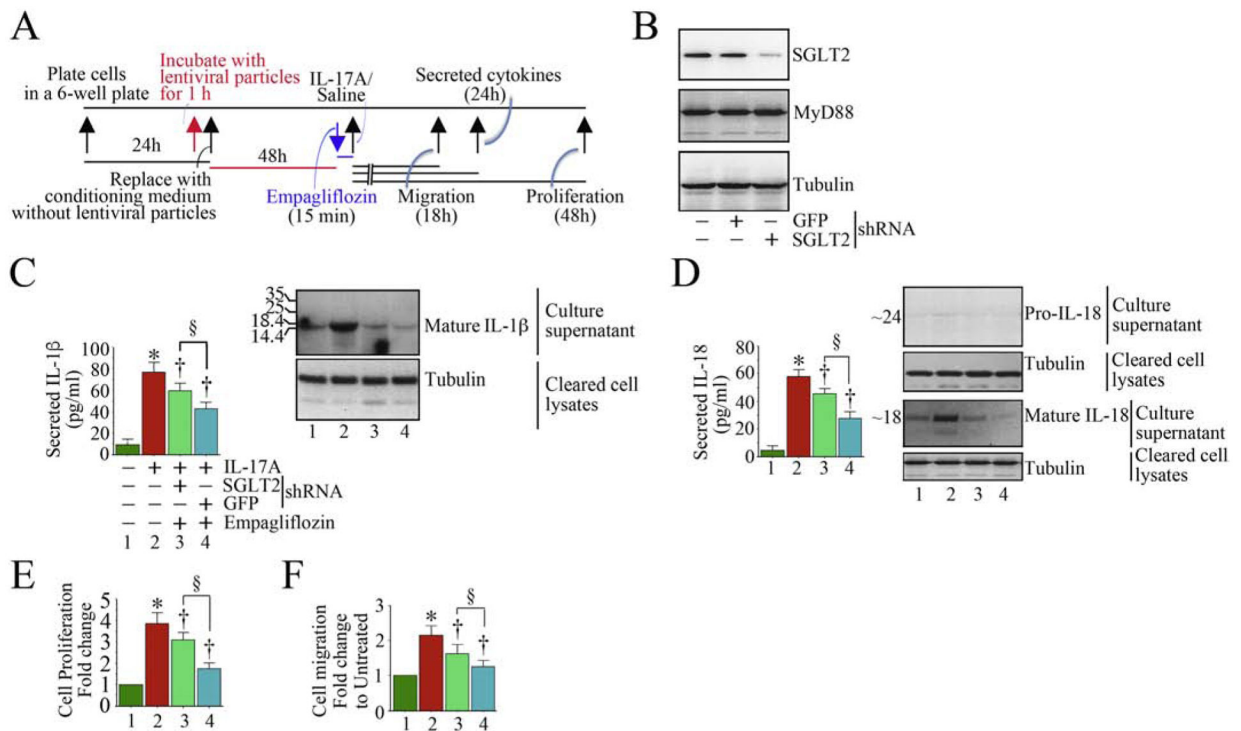 A
Plate cells
in a 6-well plate
Incubate with
lentiviral particles
for 1 h
IL-17A/
Saline
Secreted cytokines
(24h)
24h
48h
Replace with
conditioning medium
without lentiviral particles
Empagliflozin
(15 min)
Migration
(18h)
Proliferation
(48h)
B
SGLT2
MyD88
Tubulin
– + – GFP
– – + SGLT2
shRNA
C
Secreted IL-1β
(pg/ml)
100
80
60
40
20
0
* † † §
– + + + IL-17A
– – + – SGLT2
– – – + GFP
shRNA
– – + + Empagliflozin
1 2 3 4
35
25
18.4
14.4
Mature IL-1β
Culture
supernatant
Tubulin
Cleared cell
lysates
1 2 3 4
D
Secreted IL-18
(pg/ml)
80
60
40
20
0
* † † §
1 2 3 4
~24
Pro-IL-18
Culture
supernatant
Tubulin
Cleared cell
lysates
~18
Mature IL-18
Culture
supernatant
Tubulin
Cleared cell
lysates
1 2 3 4
E
Cell Proliferation
Fold change
5
4
3
2
1
0
* † † §
1 2 3 4
F
Cell migration
Fold change
to Untreated
3
2
1
0
* † † §
1 2 3 4